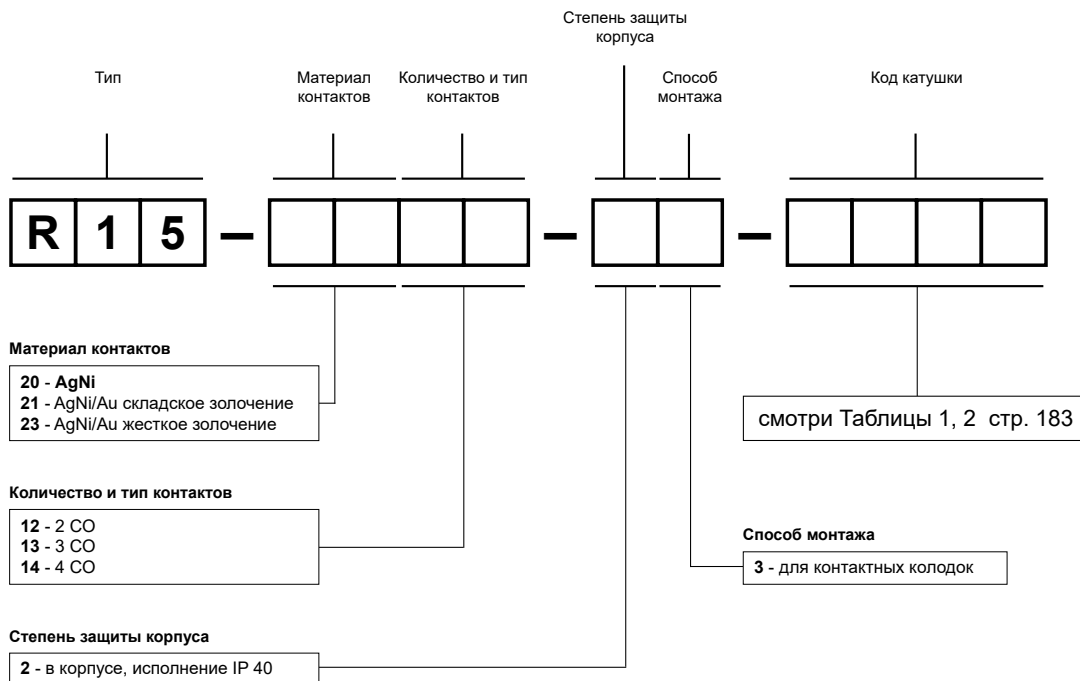 Степень защиты
корпуса
Тип
Материал
контактов
Количество и тип
контактов
Способ
монтажа
Код катушки
R 1 5 – – –
Материал контактов
20 - AgNi
21 - AgNi/Au складское золочение
23 - AgNi/Au жесткое золочение
смотри Таблицы 1, 2 стр. 183
Количество и тип контактов
12 - 2 CO
13 - 3 CO
14 - 4 CO
Способ монтажа
3 - для контактных колодок
Степень защиты корпуса
2 - в корпусе, исполнение IP 40